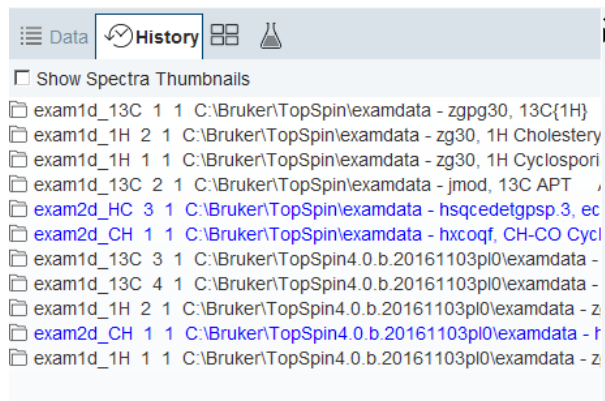 Data History
Show Spectra Thumbnails
exam1d_13C 1 1 C:\Bruker\TopSpin\examdata - zgpg30, 13C{1H}
exam1d_1H 2 1 C:\Bruker\TopSpin\examdata - zg30, 1H Cholestery
exam1d_1H 1 1 C:\Bruker\TopSpin\examdata - zg30, 1H Cyclospori
exam1d_13C 2 1 C:\Bruker\TopSpin\examdata - jmod, 13C APT
exam2d_HC 3 1 C:\Bruker\TopSpin\examdata - hsqcedetgpsp.3, ec
exam2d_CH 1 1 C:\Bruker\TopSpin\examdata - hxcoqf, CH-CO Cycl
exam1d_13C 3 1 C:\Bruker\TopSpin4.0.b.20161103pl0\examdata -
exam1d_13C 4 1 C:\Bruker\TopSpin4.0.b.20161103pl0\examdata -
exam1d_1H 2 1 C:\Bruker\TopSpin4.0.b.20161103pl0\examdata - z
exam2d_CH 1 1 C:\Bruker\TopSpin4.0.b.20161103pl0\examdata - h
exam1d_1H 1 1 C:\Bruker\TopSpin4.0.b.20161103pl0\examdata - z